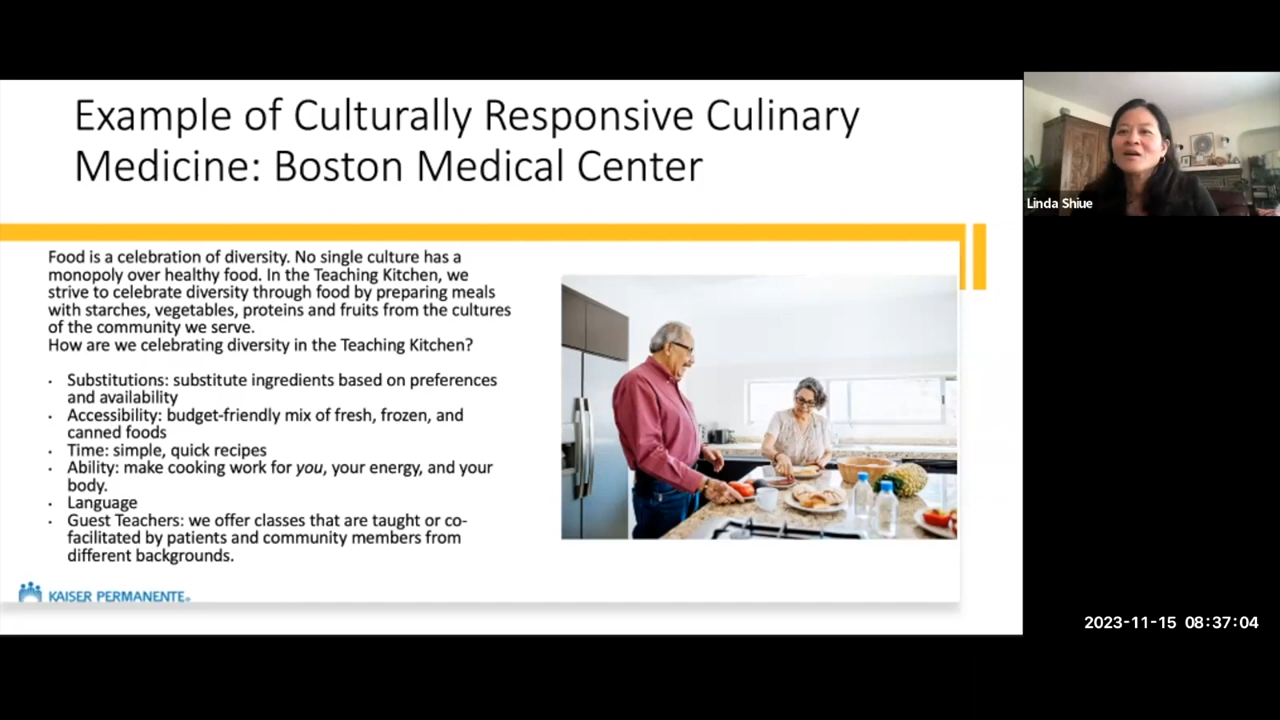 Example of Culturally Responsive Culinary
Medicine: Boston Medical Center
Food is a celebration of diversity. No single culture has a
monopoly over healthy food. In the Teaching Kitchen, we
strive to celebrate diversity through food by preparing meals
with starches, vegetables, proteins and fruits from the cultures
of the community we serve.
How are we celebrating diversity in the Teaching Kitchen?
· Substitutions: substitute ingredients based on preferences
and availability
· Accessibility: budget-friendly mix of fresh, frozen, and
canned foods
· Time: simple, quick recipes
· Ability: make cooking work for you, your energy, and your
body.
· Language
· Guest Teachers: we offer classes that are taught or co-
facilitated by patients and community members from
different backgrounds.
KAISER PERMANENTE®
Linda Shiue
2023-11-15 08:37:04